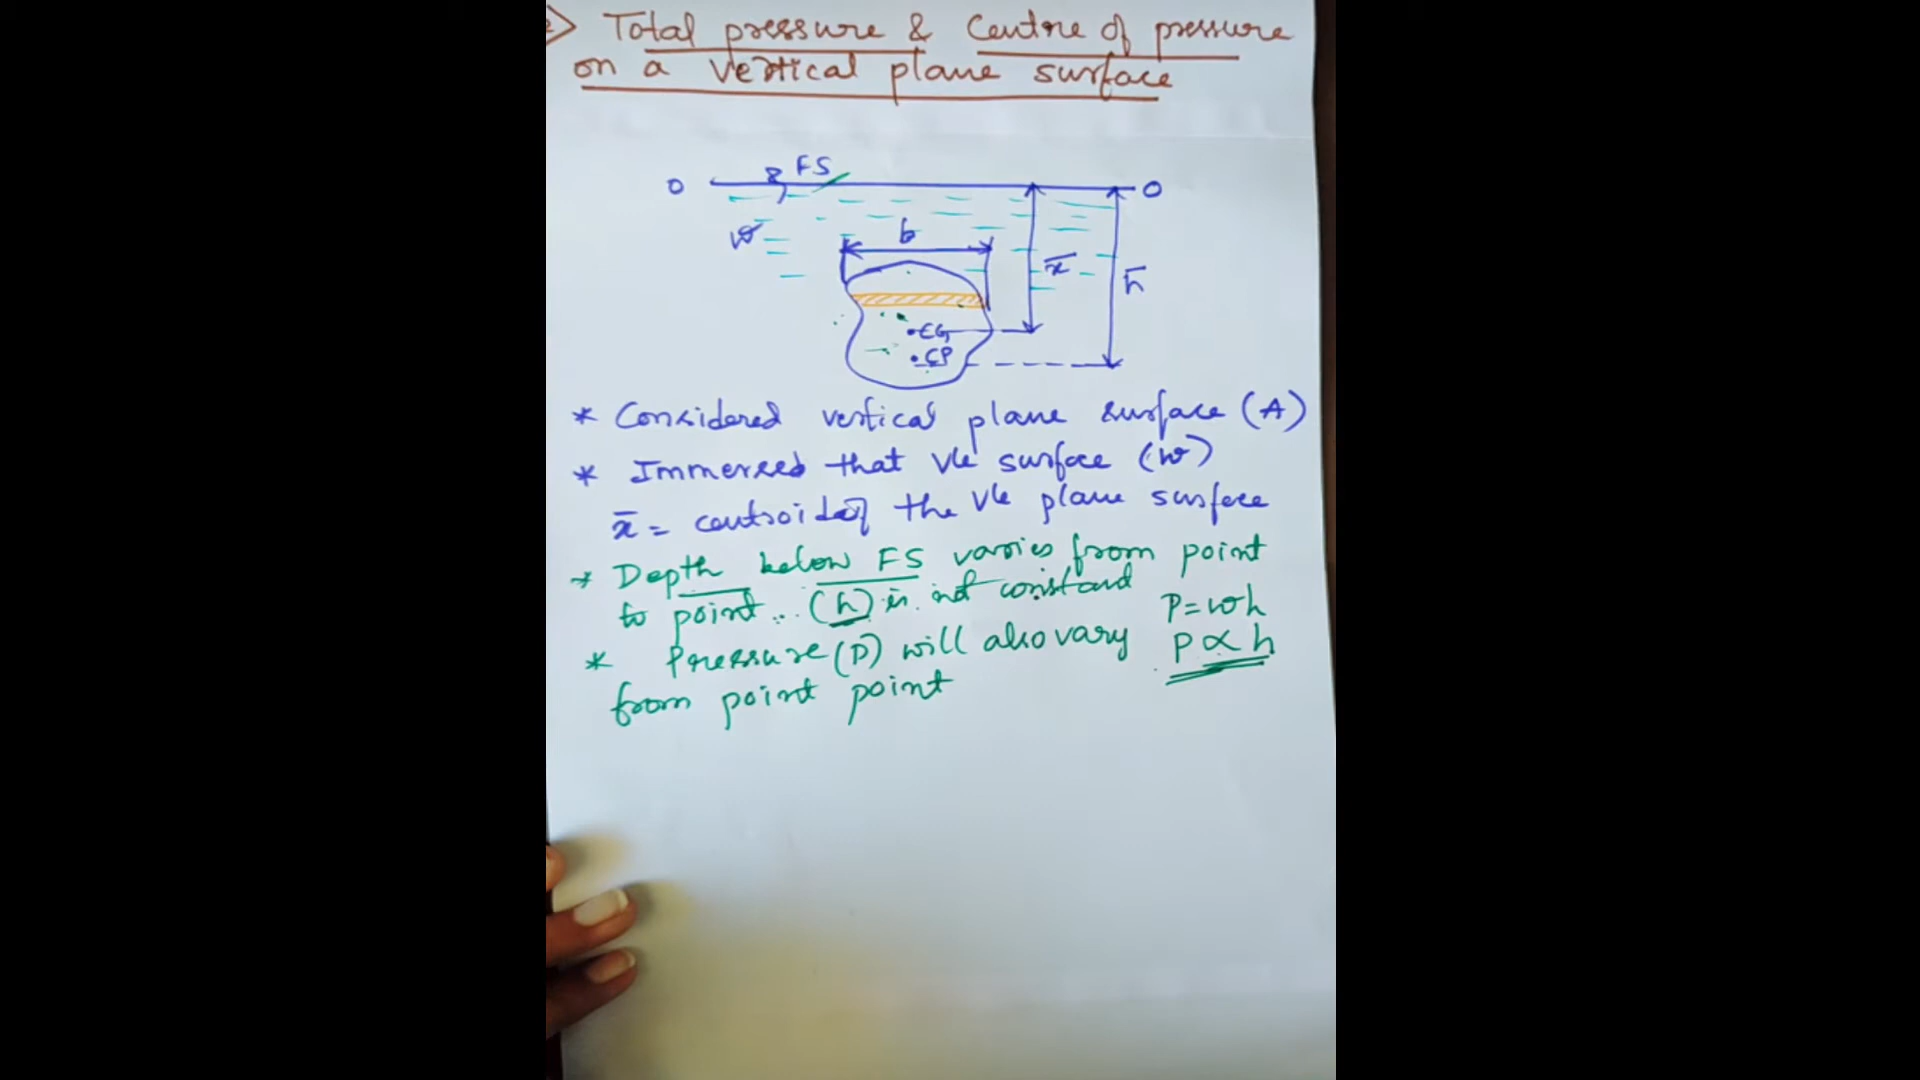 2> Total pressure & Centre of pressure
on a vertical plane surface
FS
O
O
w
b
x̄
h̄
CG
CP
* Considered vertical plane surface (A)
* Immersed that Vle surface (w)
x̄ = centroid of the Vle plane surface
* Depth below FS varies from point
to point ∴ (h) is not constant
P = wh
* Pressure (P) will also vary
P ∝ h
from point point